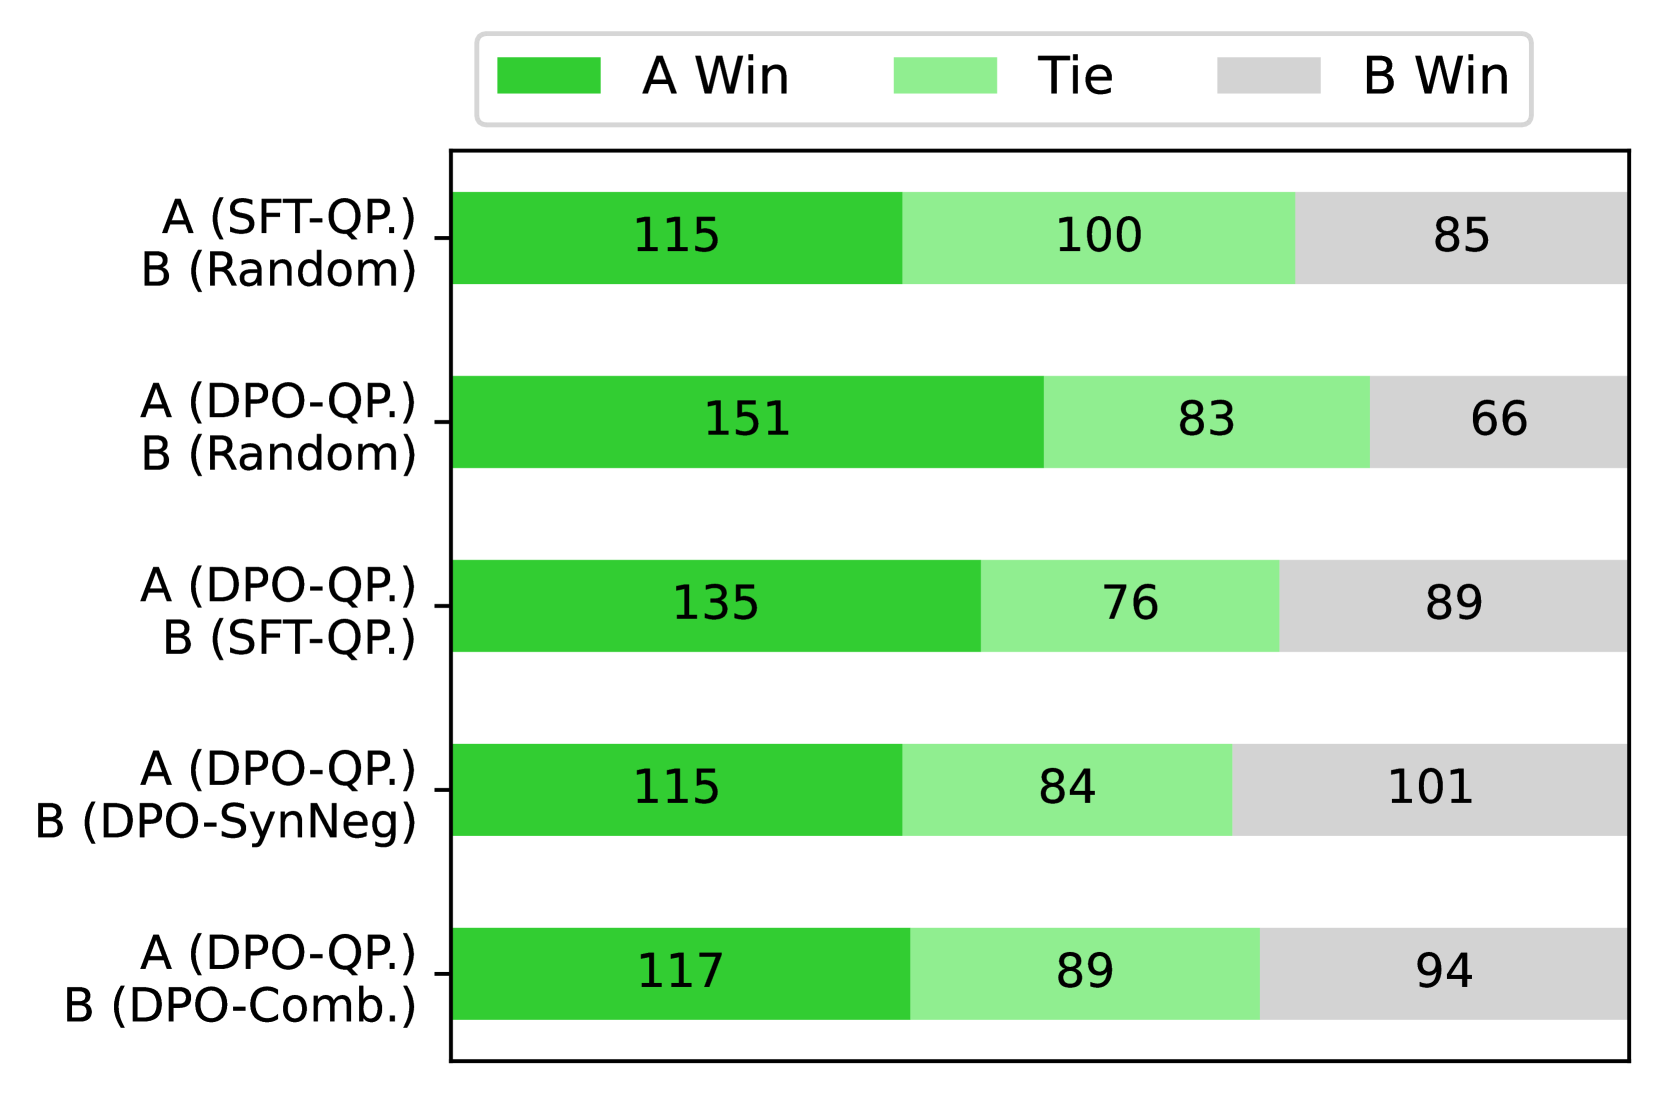 A Win Tie B Win
A (SFT-QP.)
B (Random)
115 100 85
A (DPO-QP.)
B (Random)
151 83 66
A (DPO-QP.)
B (SFT-QP.)
135 76 89
A (DPO-QP.)
B (DPO-SynNeg)
115 84 101
A (DPO-QP.)
B (DPO-Comb.)
117 89 94